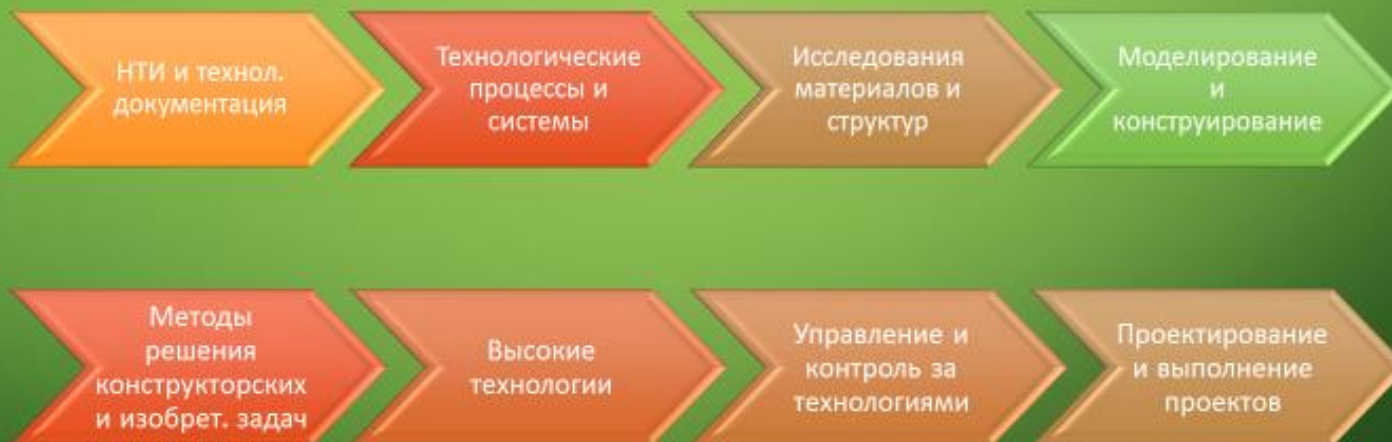 НТИ и технол.
документация
Технологические
процессы и
системы
Исследования
материалов и
структур
Моделирование
и
конструирование
Методы
решения
конструкторских
и изобрет. задач
Высокие
технологии
Управление и
контроль за
технологиями
Проектирование
и выполнение
проектов